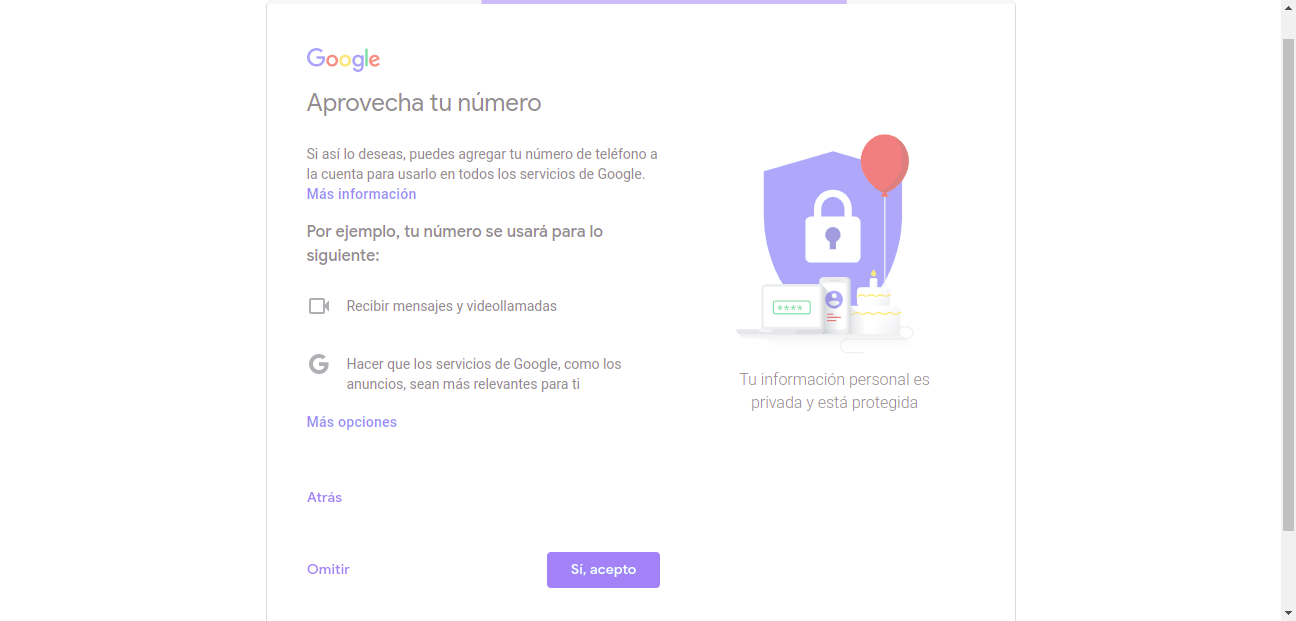 Google
Aprovecha tu número
Si así lo deseas, puedes agregar tu número de teléfono a
la cuenta para usarlo en todos los servicios de Google.
Más información
Por ejemplo, tu número se usará para lo
siguiente:
Recibir mensajes y videollamadas
G
Hacer que los servicios de Google, como los
anuncios, sean más relevantes para ti
Más opciones
Atrás
Omitir
Sí, acepto
****
Tu información personal es
privada y está protegida